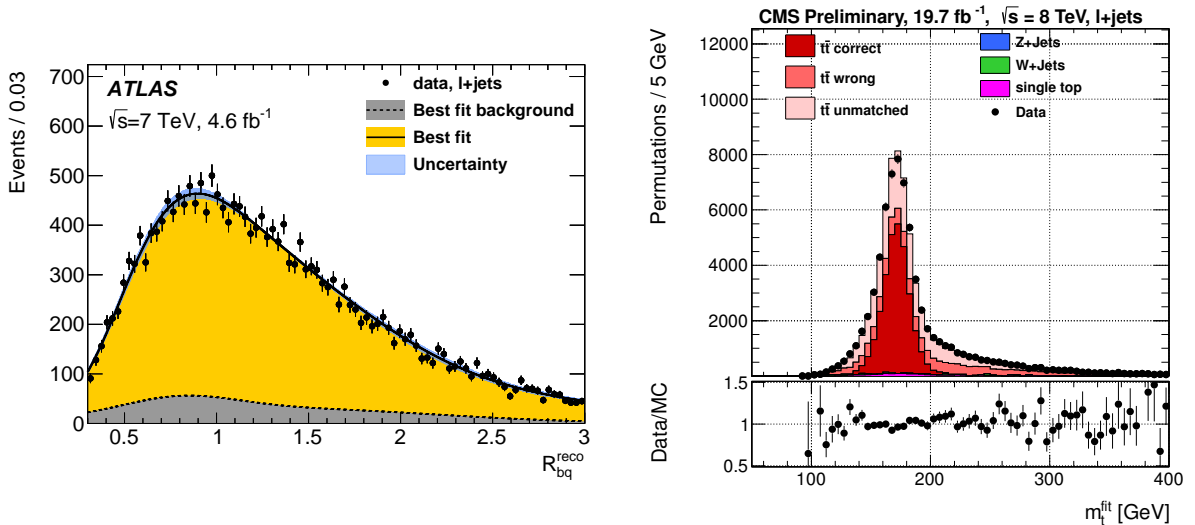 ATLAS
√s=7 TeV, 4.6 fb⁻¹
data, l+jets
Best fit background
Best fit
Uncertainty
Events / 0.03
700
600
500
400
300
200
100
0
0.5 1 1.5 2 2.5 3
R_bq^reco
CMS Preliminary, 19.7 fb⁻¹, √s = 8 TeV, l+jets
tt̄ correct
tt̄ wrong
tt̄ unmatched
Z+Jets
W+Jets
single top
Data
Permutations / 5 GeV
12000
10000
8000
6000
4000
2000
Data/MC
1.5
1
0.5
100 200 300 400
m_t^fit [GeV]